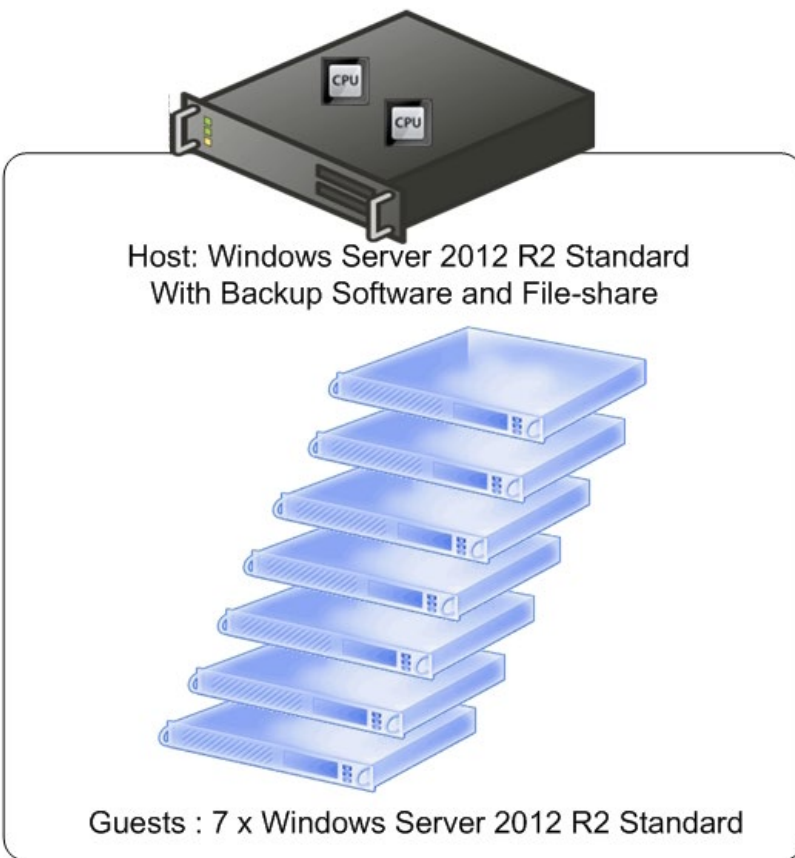 CPU
CPU
Host: Windows Server 2012 R2 Standard
With Backup Software and File-share
Guests : 7 x Windows Server 2012 R2 Standard